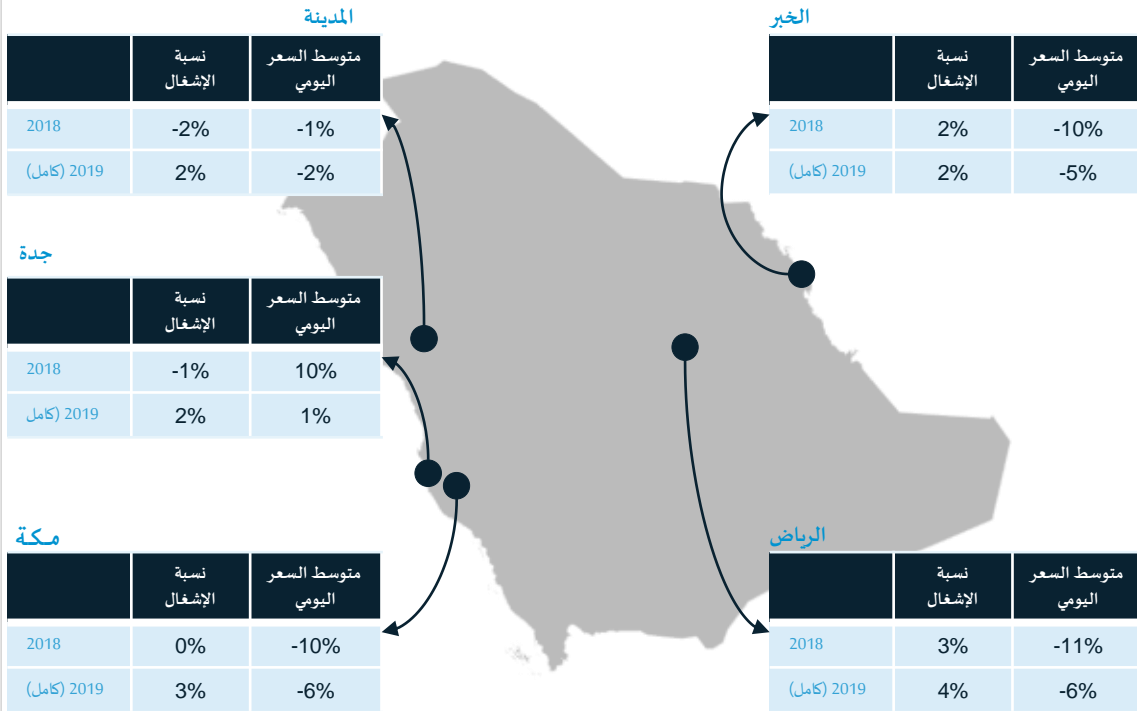 المدينة
نسبة الإشغال متوسط السعر اليومي
2018 -2% -1%
2019 (كامل) 2% -2%
الخبر
نسبة الإشغال متوسط السعر اليومي
2018 2% -10%
2019 (كامل) 2% -5%
جدة
نسبة الإشغال متوسط السعر اليومي
2018 -1% 10%
2019 (كامل 2% 1%
مكة
نسبة الإشغال متوسط السعر اليومي
2018 0% -10%
2019 (كامل) 3% -6%
الرياض
نسبة الإشغال متوسط السعر اليومي
2018 3% -11%
2019 (كامل) 4% -6%